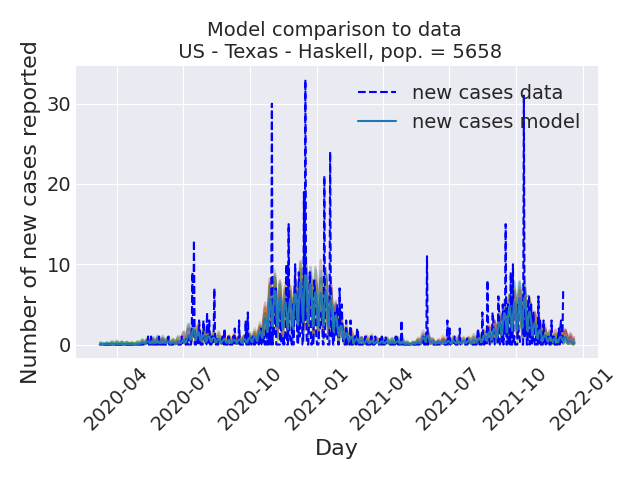 Model comparison to data
US - Texas - Haskell, pop. = 5658
new cases data
new cases model
Number of new cases reported
30
20
10
0
2020-04
2020-07
2020-10
2021-01
2021-04
2021-07
2021-10
2022-01
Day